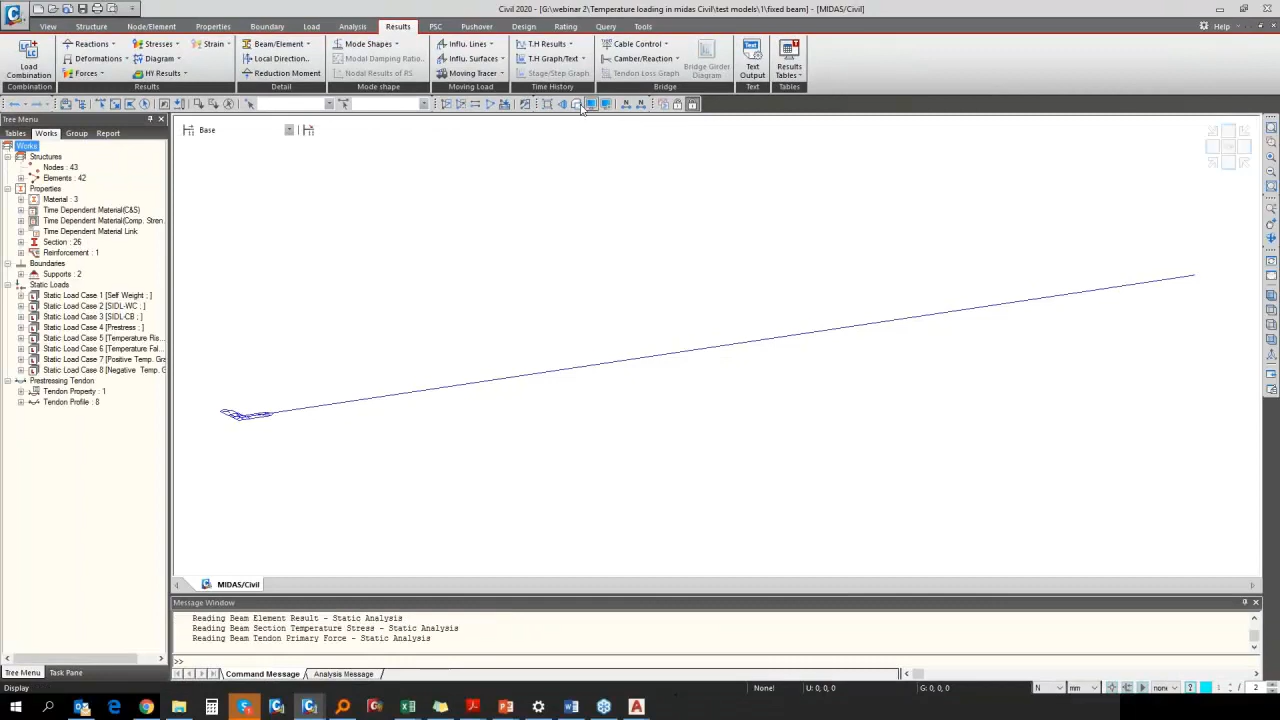 Civil 2020 - [G:\webinar 2\Temperature loading in midas Civil\test models\1\fixed beam] - [MIDAS/Civil]
View Structure Node/Element Properties Boundary Load Analysis Results PSC Pushover Design Rating Query Tools Help
Load
Combination
Reactions
Deformations
Forces
Stresses
Diagram
HY Results
Strain
Beam/Element
Local Direction..
Reduction Moment
Mode Shapes
Modal Damping Ratio..
Nodal Results of RS
Influ. Lines
Influ. Surfaces
Moving Tracer
T.H Results
T.H Graph/Text
Stage/Step Graph
Cable Control
Camber/Reaction
Tendon Loss Graph
Bridge Girder
Diagram
Text
Output
Results
Tables
Combination Results Detail Mode shape Moving Load Time History Bridge Text Tables
Tree Menu
Tables Works Group Report
Base
Works
Structures
Nodes : 43
Elements : 42
Properties
Material : 3
Time Dependent Material(C&S)
Time Dependent Material(Comp. Stren
Time Dependent Material Link
Section : 26
Reinforcement : 1
Boundaries
Supports : 2
Static Loads
Static Load Case 1 [Self Weight ; ]
Static Load Case 2 [SIDL-WC ; ]
Static Load Case 3 [SIDL-CB ; ]
Static Load Case 4 [Prestress ; ]
Static Load Case 5 [Temperature Ris...
Static Load Case 6 [Temperature Fal...
Static Load Case 7 [Positive Temp. Gra
Static Load Case 8 [Negative Temp. G
Prestressing Tendon
Tendon Property : 1
Tendon Profile : 8
MIDAS/Civil
Message Window
Reading Beam Element Result - Static Analysis
Reading Beam Section Temperature Stress - Static Analysis
Reading Beam Tendon Primary Force - Static Analysis
>>
Tree Menu Task Pane
Command Message Analysis Message
Display
None!
U: 0, 0, 0
G: 0, 0, 0
N
mm
none
2